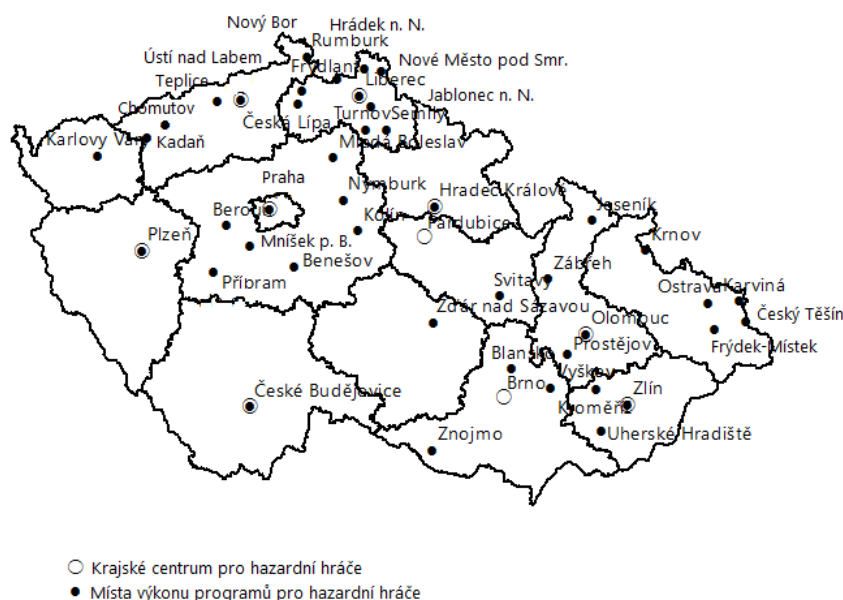 Nový Bor
Hrádek n. N.
Rumburk
Ústí nad Labem
Nové Město pod Smr.
Frýdlant
Teplice
Liberec
Jablonec n. N.
Chomutov
Česká Lípa
Turnov
Semily
Karlovy Vary
Kadaň
Mladá Boleslav
Praha
Nymburk
Hradec Králové
Jeseník
Beroun
Kolín
Pardubice
Plzeň
Mníšek p. B.
Krnov
Benešov
Zábřeh
Příbram
Svitavy
Ostrava
Karviná
Žďár nad Sázavou
Český Těšín
Olomouc
Prostějov
Frýdek-Místek
Blansko
Vyškov
České Budějovice
Brno
Zlín
Kroměříž
Znojmo
Uherské Hradiště
Krajské centrum pro hazardní hráče
Místa výkonu programů pro hazardní hráče